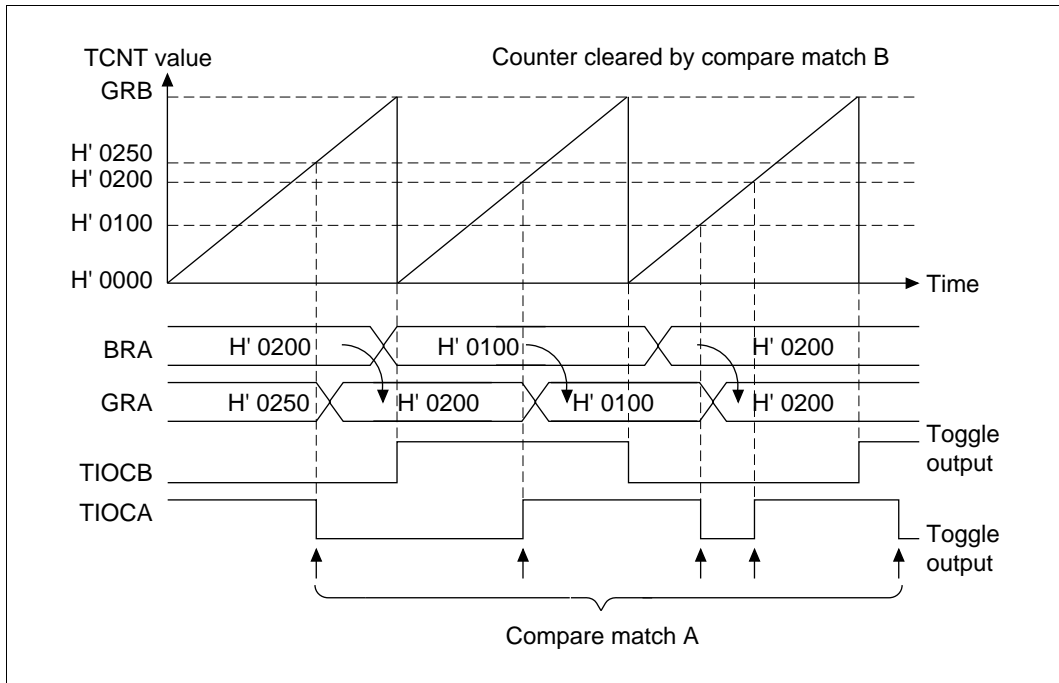 TCNT value
Counter cleared by compare match B
GRB
H' 0250
H' 0200
H' 0100
H' 0000
Time
BRA
H' 0200
H' 0100
H' 0200
GRA
H' 0250
H' 0200
H' 0100
H' 0200
TIOCB
Toggle
output
TIOCA
Toggle
output
Compare match A